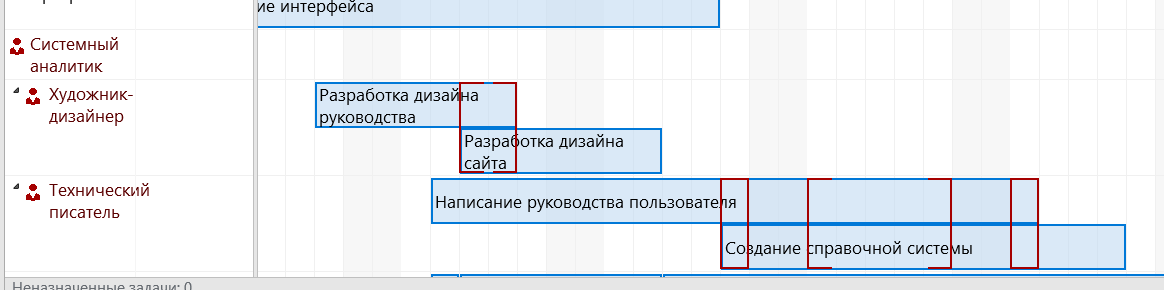 ие интерфейса
Системный
аналитик
Художник-
дизайнер
Разработка дизайна
руководства
Разработка дизайна
сайта
Технический
писатель
Написание руководства пользователя
Создание справочной системы
Неназначенные задачи: 0